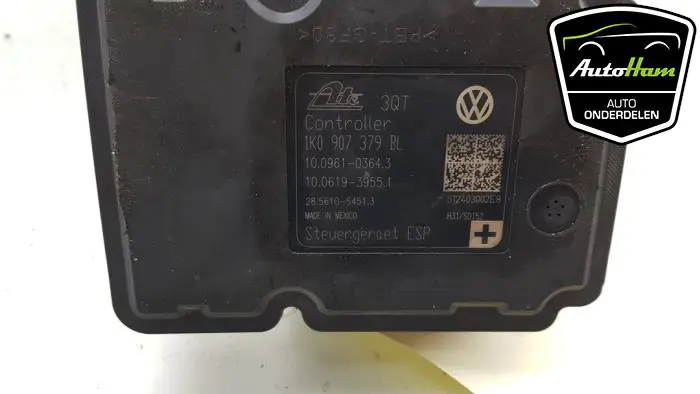 >PBT-GF30<
Ate 3QT
Controller
1K0 907 379 BL
10.0961-0364.3
10.0619-3955.1
28.5610-5451.3
MADE IN MEXICO
H31/SD152
Steuergeraet ESP
AutoHam
AUTO
ONDERDELEN